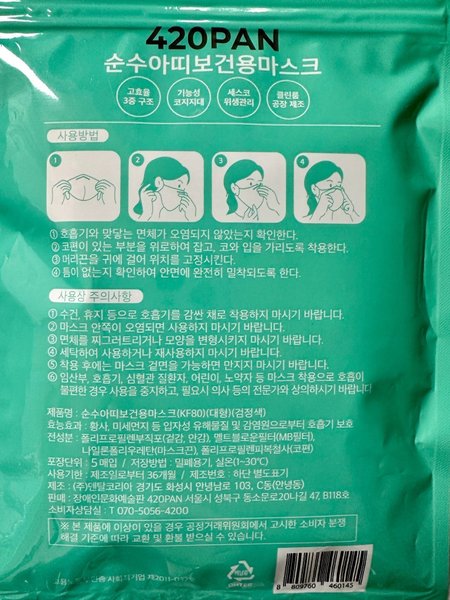 420PAN
순수아띠보건용마스크
고효율
3중 구조
기능성
코지지대
세스코
위생관리
클린룸
공장 제조
사용방법
1
2
3
4
① 호흡기와 맞닿는 면체가 오염되지 않았는지 확인한다.
② 코편이 있는 부분을 위로하여 잡고, 코와 입을 가리도록 착용한다.
③ 머리끈을 귀에 걸어 위치를 고정시킨다.
④ 틈이 없는지 확인하여 안면에 완전히 밀착되도록 한다.
사용상 주의사항
① 수건, 휴지 등으로 호흡기를 감싼 채로 착용하지 마시기 바랍니다.
② 마스크 안쪽이 오염되면 사용하지 마시기 바랍니다.
③ 면체를 찌그러트리거나 모양을 변형시키지 마시기 바랍니다.
④ 세탁하여 사용하거나 재사용하지 마시기 바랍니다.
⑤ 착용 후에는 마스크 겉면을 가능하면 만지지 마시기 바랍니다.
⑥ 임산부, 호흡기, 심혈관 질환자, 어린이, 노약자 등 마스크 착용으로 호흡이
불편한 경우 사용을 중지하고, 필요시 의사 등의 전문가와 상의하시기 바랍니다
제품명 : 순수아띠보건용마스크(KF80)(대형)(검정색)
효능효과 : 황사, 미세먼지 등 입자성 유해물질 및 감염원으로부터 호흡기 보호
전성분 : 폴리프로필렌부직포(겉감, 안감), 멜트블로운필터(MB필터),
나일론폴리우레탄(마스크끈), 폴리프로필렌피복철사(코편)
포장단위 : 5 매입 / 저장방법 : 밀폐용기, 실온(1~30℃)
사용기한 : 제조일로부터 36개월 / 제조번호 : 하단 별도표기
제조 : (주)덴탈코리아 경기도 화성시 안녕남로 103, C동(안녕동)
판매 : 장애인문화예술판 420PAN 서울시 성북구 동소문로20나길 47, B118호
소비자상담실 : T 070-5056-4200
※ 본 제품에 이상이 있을 경우 공정거래위원회에서 고시한 소비자 분쟁
해결 기준에 따라 교환 및 환불 받으실 수 있습니다.
8 809760 460145